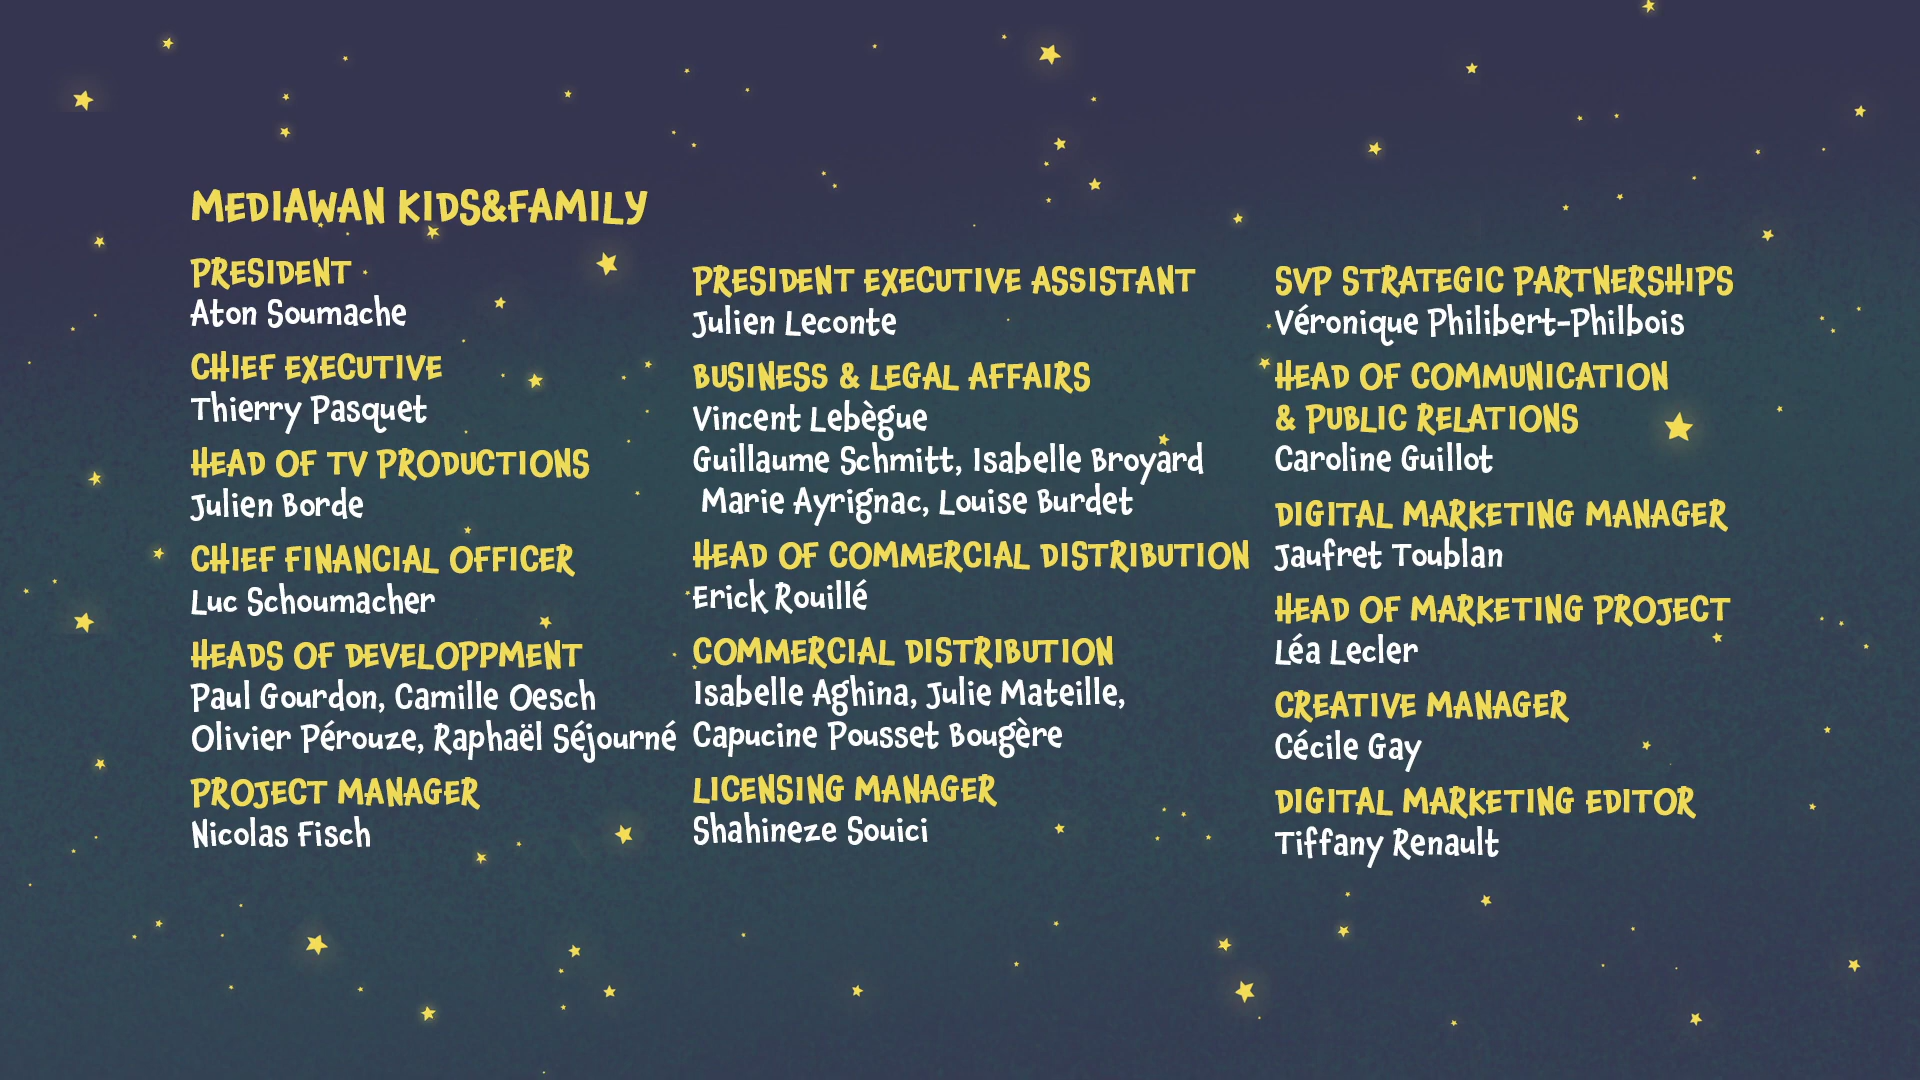 MEDIAWAN KIDS&FAMILY
PRESIDENT
Aton Soumache
CHIEF EXECUTIVE
Thierry Pasquet
HEAD OF TV PRODUCTIONS
Julien Borde
CHIEF FINANCIAL OFFICER
Luc Schoumacher
HEADS OF DEVELOPPMENT
Paul Gourdon, Camille Oesch
Olivier Pérouze, Raphaël Séjourné
PROJECT MANAGER
Nicolas Fisch
PRESIDENT EXECUTIVE ASSISTANT
Julien Leconte
BUSINESS & LEGAL AFFAIRS
Vincent Lebègue
Guillaume Schmitt, Isabelle Broyard
Marie Ayrignac, Louise Burdet
HEAD OF COMMERCIAL DISTRIBUTION
Erick Rouillé
COMMERCIAL DISTRIBUTION
Isabelle Aghina, Julie Mateille,
Capucine Pousset Bougère
LICENSING MANAGER
Shahineze Souici
SVP STRATEGIC PARTNERSHIPS
Véronique Philibert-Philbois
HEAD OF COMMUNICATION
& PUBLIC RELATIONS
Caroline Guillot
DIGITAL MARKETING MANAGER
Jaufret Toublan
HEAD OF MARKETING PROJECT
Léa Lecler
CREATIVE MANAGER
Cécile Gay
DIGITAL MARKETING EDITOR
Tiffany Renault